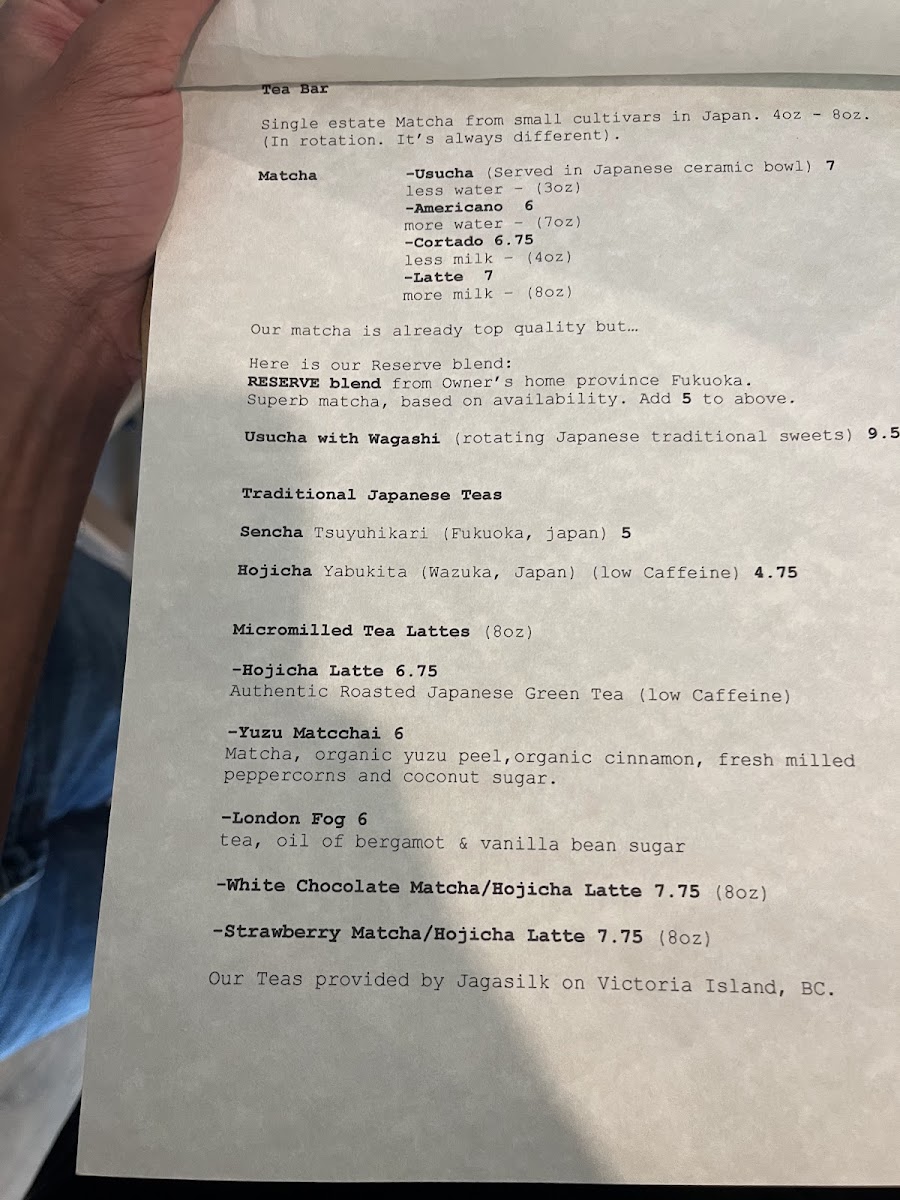 Tea Bar
Single estate Matcha from small cultivars in Japan. 4oz - 8oz.
(In rotation. It's always different).
Matcha -Usucha (Served in Japanese ceramic bowl) 7
less water - (3oz)
-Americano 6
more water - (7oz)
-Cortado 6.75
less milk - (4oz)
-Latte 7
more milk - (8oz)
Our matcha is already top quality but…
Here is our Reserve blend:
RESERVE blend from Owner's home province Fukuoka.
Superb matcha, based on availability. Add 5 to above.
Usucha with Wagashi (rotating Japanese traditional sweets) 9.5
Traditional Japanese Teas
Sencha Tsuyuhikari (Fukuoka, japan) 5
Hojicha Yabukita (Wazuka, Japan) (low Caffeine) 4.75
Micromilled Tea Lattes (8oz)
-Hojicha Latte 6.75
Authentic Roasted Japanese Green Tea (low Caffeine)
-Yuzu Matcchai 6
Matcha, organic yuzu peel,organic cinnamon, fresh milled
peppercorns and coconut sugar.
-London Fog 6
tea, oil of bergamot & vanilla bean sugar
-White Chocolate Matcha/Hojicha Latte 7.75 (8oz)
-Strawberry Matcha/Hojicha Latte 7.75 (8oz)
Our Teas provided by Jagasilk on Victoria Island, BC.